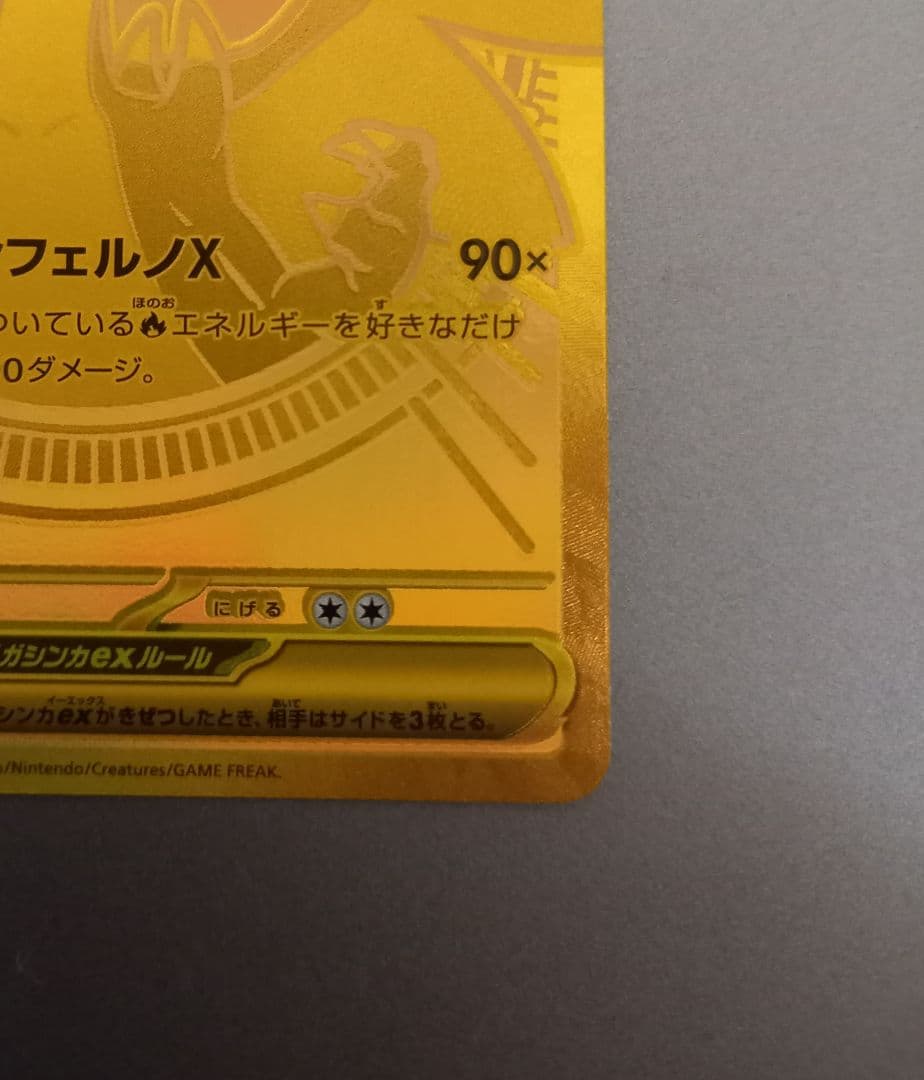 フェルノX 90×
ほのお す
ついている エネルギーを好きなだけ
0ダメージ。
にげる
ガシンカexルール
イーエックス あいて まい
シンカexがきぜつしたとき、相手はサイドを3枚とる。
/Nintendo/Creatures/GAME FREAK.